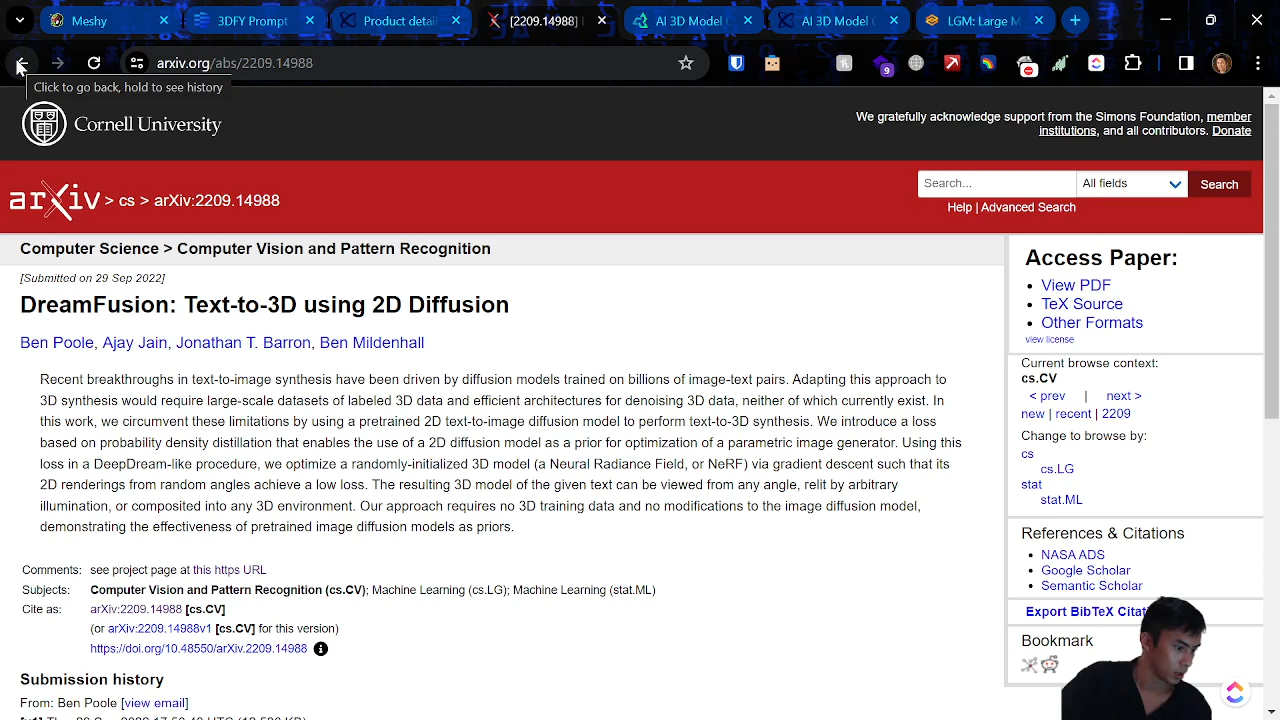 Meshy
3DFY Prompt
Product detai
[2209.14988]
AI 3D Model
AI 3D Model
LGM: Large M
arxiv.org/abs/2209.14988
9
Click to go back, hold to see history
Cornell University
We gratefully acknowledge support from the Simons Foundation, member
institutions, and all contributors. Donate
arXiv > cs > arXiv:2209.14988
Search...
All fields
Search
Help | Advanced Search
Computer Science > Computer Vision and Pattern Recognition
[Submitted on 29 Sep 2022]
DreamFusion: Text-to-3D using 2D Diffusion
Ben Poole, Ajay Jain, Jonathan T. Barron, Ben Mildenhall
Recent breakthroughs in text-to-image synthesis have been driven by diffusion models trained on billions of image-text pairs. Adapting this approach to
3D synthesis would require large-scale datasets of labeled 3D data and efficient architectures for denoising 3D data, neither of which currently exist. In
this work, we circumvent these limitations by using a pretrained 2D text-to-image diffusion model to perform text-to-3D synthesis. We introduce a loss
based on probability density distillation that enables the use of a 2D diffusion model as a prior for optimization of a parametric image generator. Using this
loss in a DeepDream-like procedure, we optimize a randomly-initialized 3D model (a Neural Radiance Field, or NeRF) via gradient descent such that its
2D renderings from random angles achieve a low loss. The resulting 3D model of the given text can be viewed from any angle, relit by arbitrary
illumination, or composited into any 3D environment. Our approach requires no 3D training data and no modifications to the image diffusion model,
demonstrating the effectiveness of pretrained image diffusion models as priors.
Comments: see project page at this https URL
Subjects: Computer Vision and Pattern Recognition (cs.CV); Machine Learning (cs.LG); Machine Learning (stat.ML)
Cite as: arXiv:2209.14988 [cs.CV]
(or arXiv:2209.14988v1 [cs.CV] for this version)
https://doi.org/10.48550/arXiv.2209.14988
Submission history
From: Ben Poole [view email]
Access Paper:
View PDF
TeX Source
Other Formats
view license
Current browse context:
cs.CV
< prev | next >
new | recent | 2209
Change to browse by:
cs
cs.LG
stat
stat.ML
References & Citations
NASA ADS
Google Scholar
Semantic Scholar
Export BibTeX Citati
Bookmark